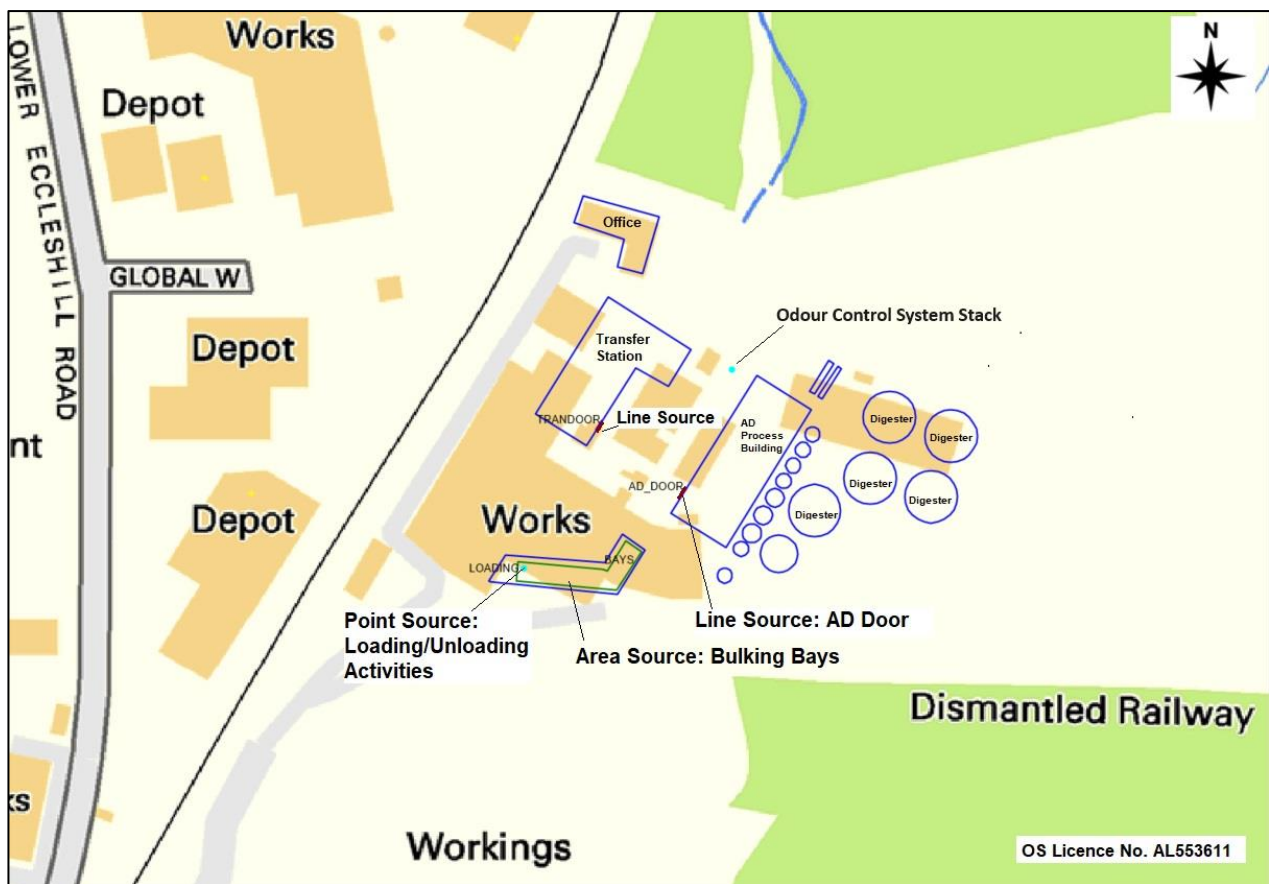 Works
N
Depot
LOWER ECCLESHILL ROAD
Office
GLOBAL W
Odour Control System Stack
Depot
Transfer
Station
TRANDOOR
Line Source
AD
Process
Building
Digester
Digester
nt
AD_DOOR
Digester
Digester
Digester
Depot
Works
LOADING
BAYS
Point Source:
Loading/Unloading
Activities
Line Source: AD Door
Area Source: Bulking Bays
Dismantled Railway
ks
Workings
OS Licence No. AL553611